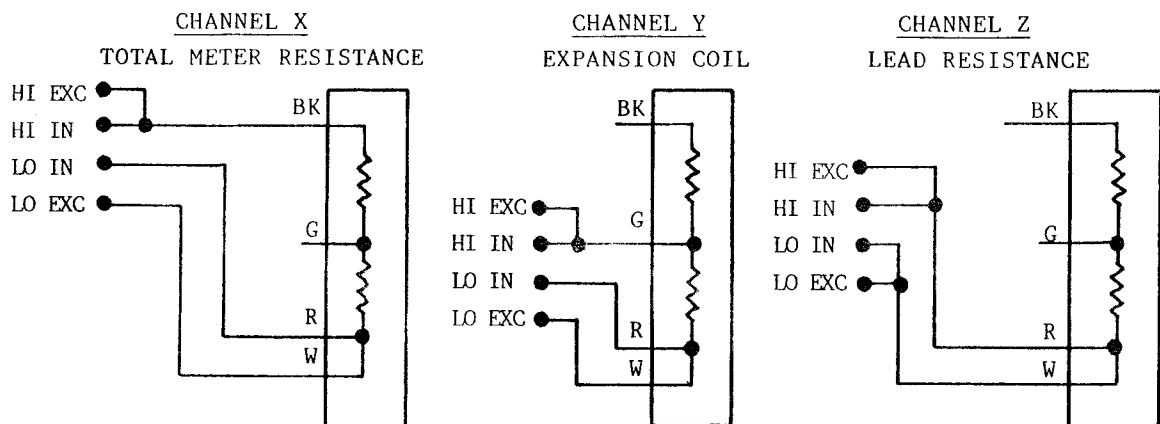 CHANNEL X
TOTAL METER RESISTANCE
HI EXC
HI IN
LO IN
LO EXC
BK
G
R
W
CHANNEL Y
EXPANSION COIL
BK
HI EXC
HI IN
LO IN
LO EXC
G
R
W
CHANNEL Z
LEAD RESISTANCE
BK
HI EXC
HI IN
LO IN
LO EXC
G
R
W